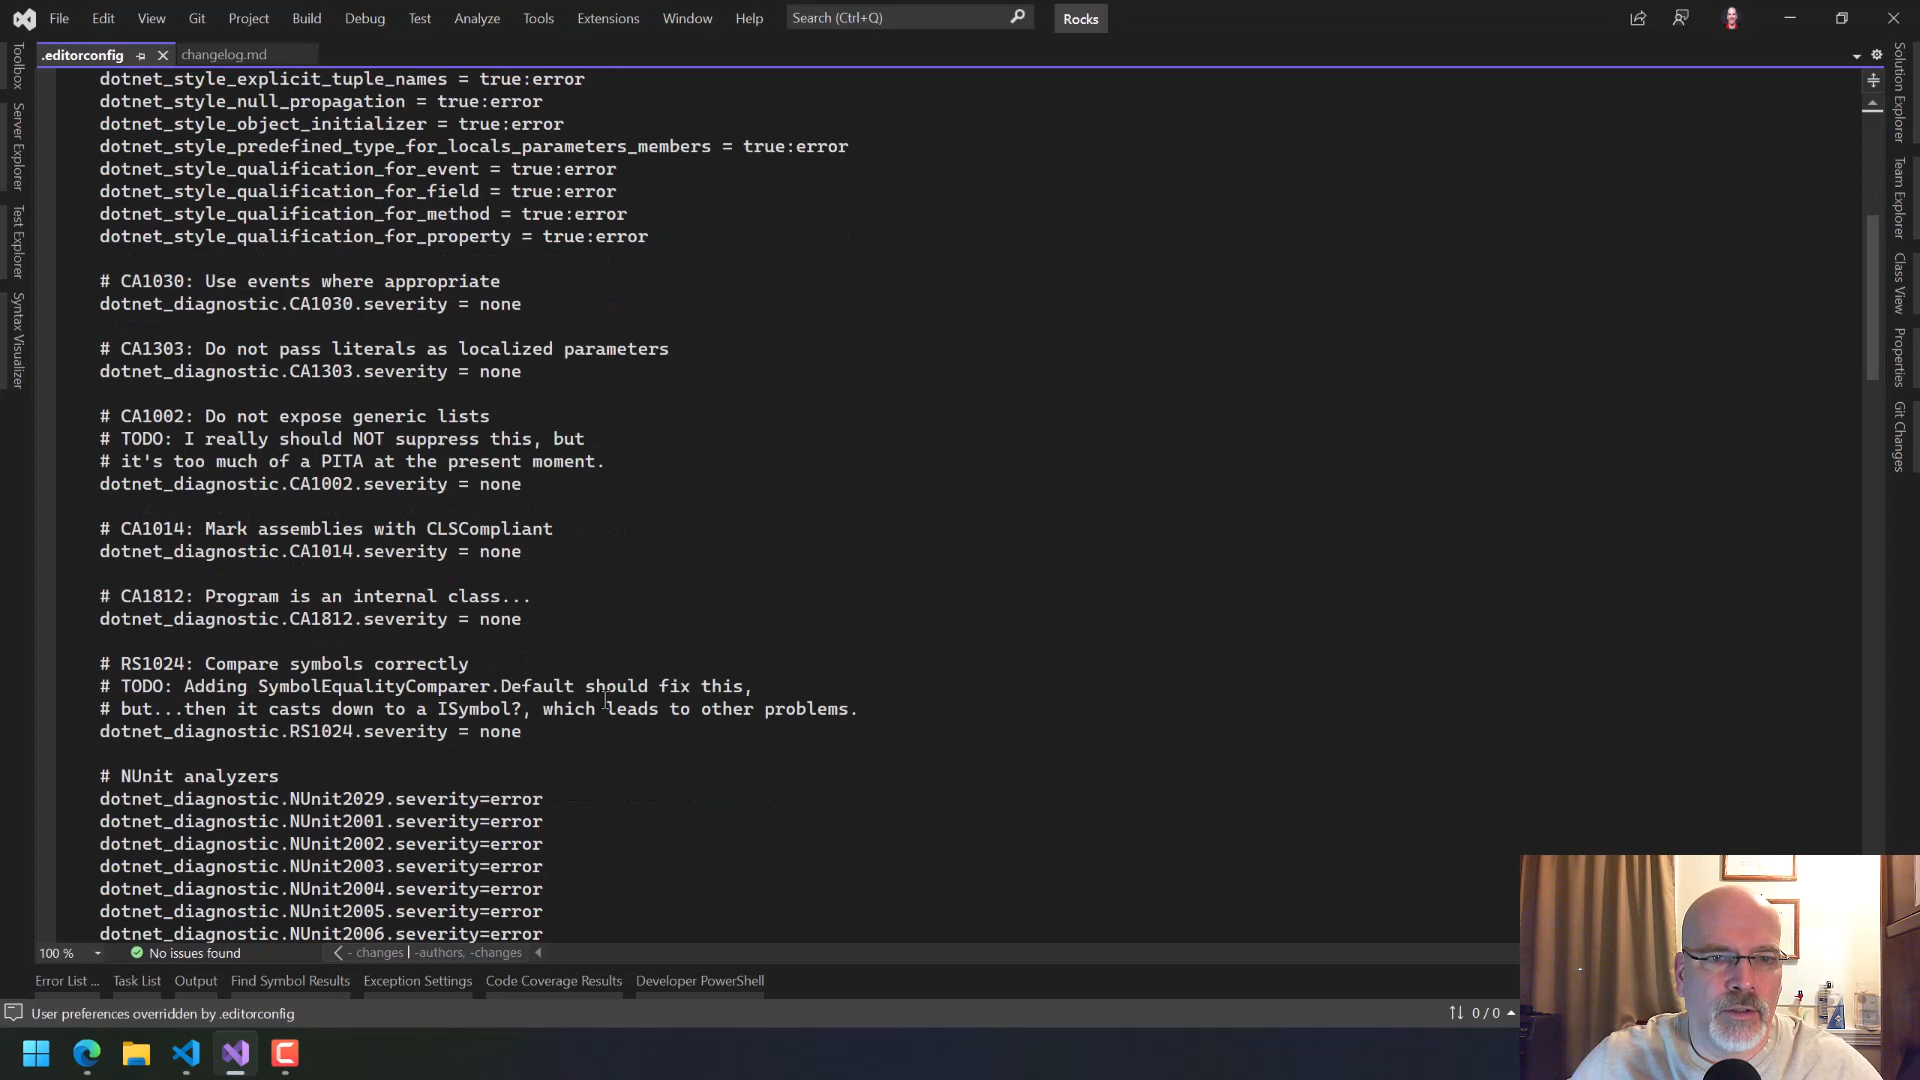 File Edit View Git Project Build Debug Test Analyze Tools Extensions Window Help Search (Ctrl+Q) Rocks
.editorconfig changelog.md
Toolbox
Server Explorer
Test Explorer
Syntax Visualizer
dotnet_style_explicit_tuple_names = true:error
dotnet_style_null_propagation = true:error
dotnet_style_object_initializer = true:error
dotnet_style_predefined_type_for_locals_parameters_members = true:error
dotnet_style_qualification_for_event = true:error
dotnet_style_qualification_for_field = true:error
dotnet_style_qualification_for_method = true:error
dotnet_style_qualification_for_property = true:error
# CA1030: Use events where appropriate
dotnet_diagnostic.CA1030.severity = none
# CA1303: Do not pass literals as localized parameters
dotnet_diagnostic.CA1303.severity = none
# CA1002: Do not expose generic lists
# TODO: I really should NOT suppress this, but
# it's too much of a PITA at the present moment.
dotnet_diagnostic.CA1002.severity = none
# CA1014: Mark assemblies with CLSCompliant
dotnet_diagnostic.CA1014.severity = none
# CA1812: Program is an internal class...
dotnet_diagnostic.CA1812.severity = none
# RS1024: Compare symbols correctly
# TODO: Adding SymbolEqualityComparer.Default should fix this,
# but...then it casts down to a ISymbol?, which leads to other problems.
dotnet_diagnostic.RS1024.severity = none
# NUnit analyzers
dotnet_diagnostic.NUnit2029.severity=error
dotnet_diagnostic.NUnit2001.severity=error
dotnet_diagnostic.NUnit2002.severity=error
dotnet_diagnostic.NUnit2003.severity=error
dotnet_diagnostic.NUnit2004.severity=error
dotnet_diagnostic.NUnit2005.severity=error
dotnet_diagnostic.NUnit2006.severity=error
Solution Explorer
Team Explorer
Class View
Properties
Git Changes
100 % No issues found - changes | -authors, -changes
Error List ... Task List Output Find Symbol Results Exception Settings Code Coverage Results Developer PowerShell
User preferences overridden by .editorconfig 0 / 0